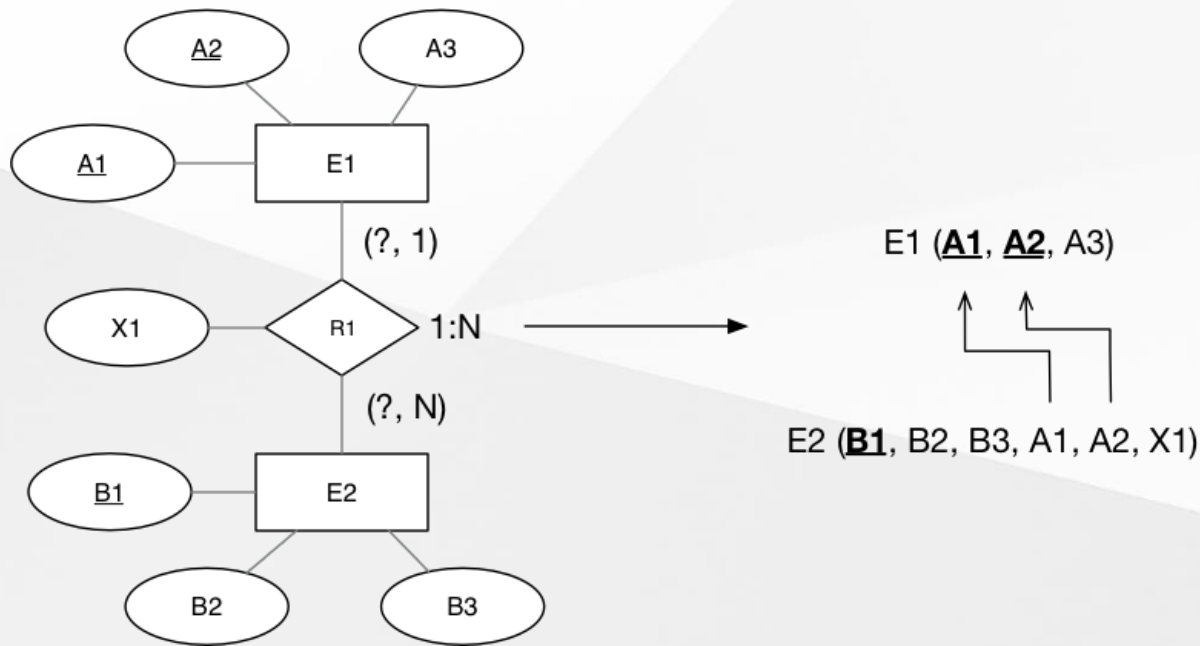 A2
A3
A1
E1
(?, 1)
E1 (A1, A2, A3)
X1
R1
1:N
(?, N)
E2 (B1, B2, B3, A1, A2, X1)
B1
E2
B2
B3